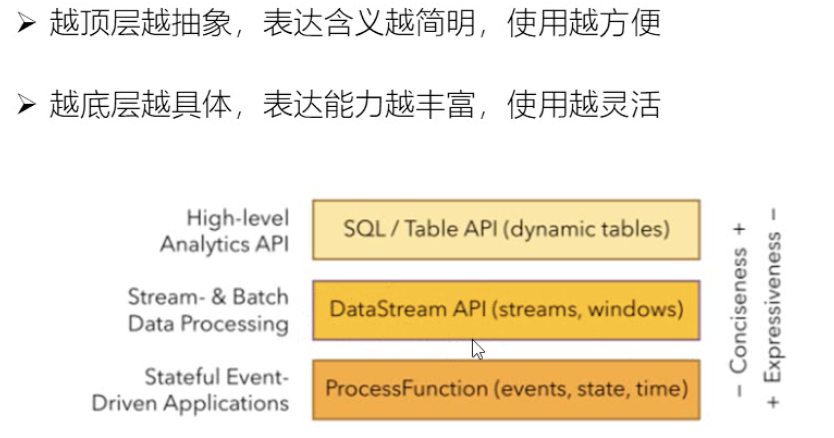 ➢ 越顶层越抽象，表达含义越简明，使用越方便
➢ 越底层越具体，表达能力越丰富，使用越灵活
High-level
Analytics API
SQL / Table API (dynamic tables)
Stream- & Batch
Data Processing
DataStream API (streams, windows)
Stateful Event-
Driven Applications
ProcessFunction (events, state, time)
− Conciseness +
+ Expressiveness −